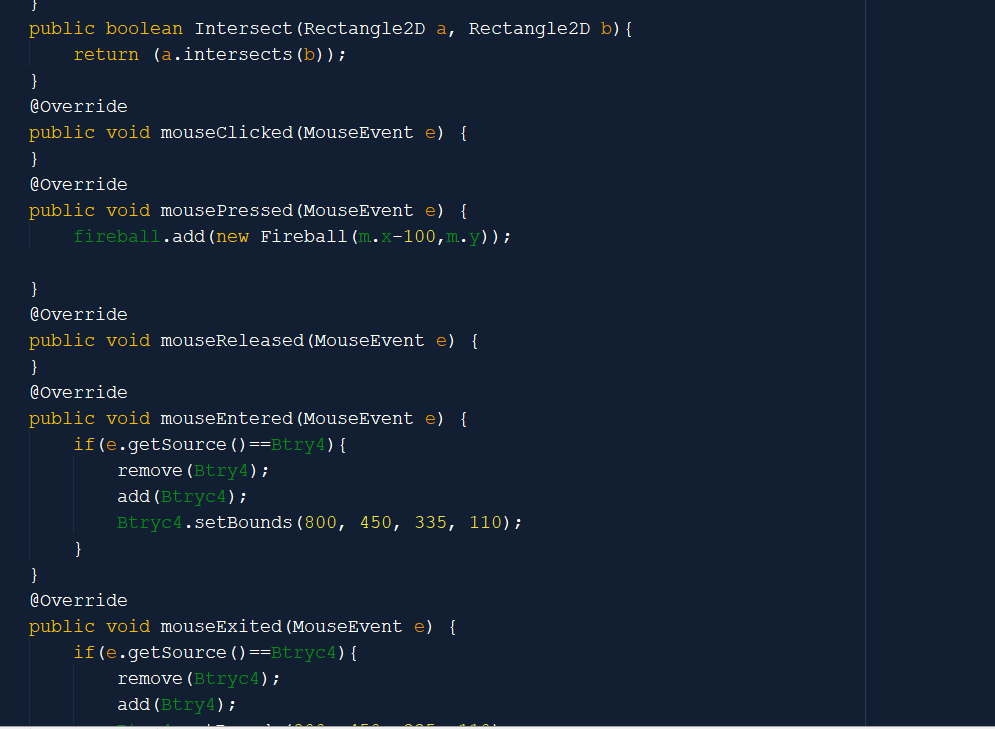 }
public boolean Intersect(Rectangle2D a, Rectangle2D b){
return (a.intersects(b));
}
@Override
public void mouseClicked(MouseEvent e) {
}
@Override
public void mousePressed(MouseEvent e) {
fireball.add(new Fireball(m.x-100,m.y));
}
@Override
public void mouseReleased(MouseEvent e) {
}
@Override
public void mouseEntered(MouseEvent e) {
if(e.getSource()==Btry4){
remove(Btry4);
add(Btryc4);
Btryc4.setBounds(800, 450, 335, 110);
}
}
@Override
public void mouseExited(MouseEvent e) {
if(e.getSource()==Btryc4){
remove(Btryc4);
add(Btry4);